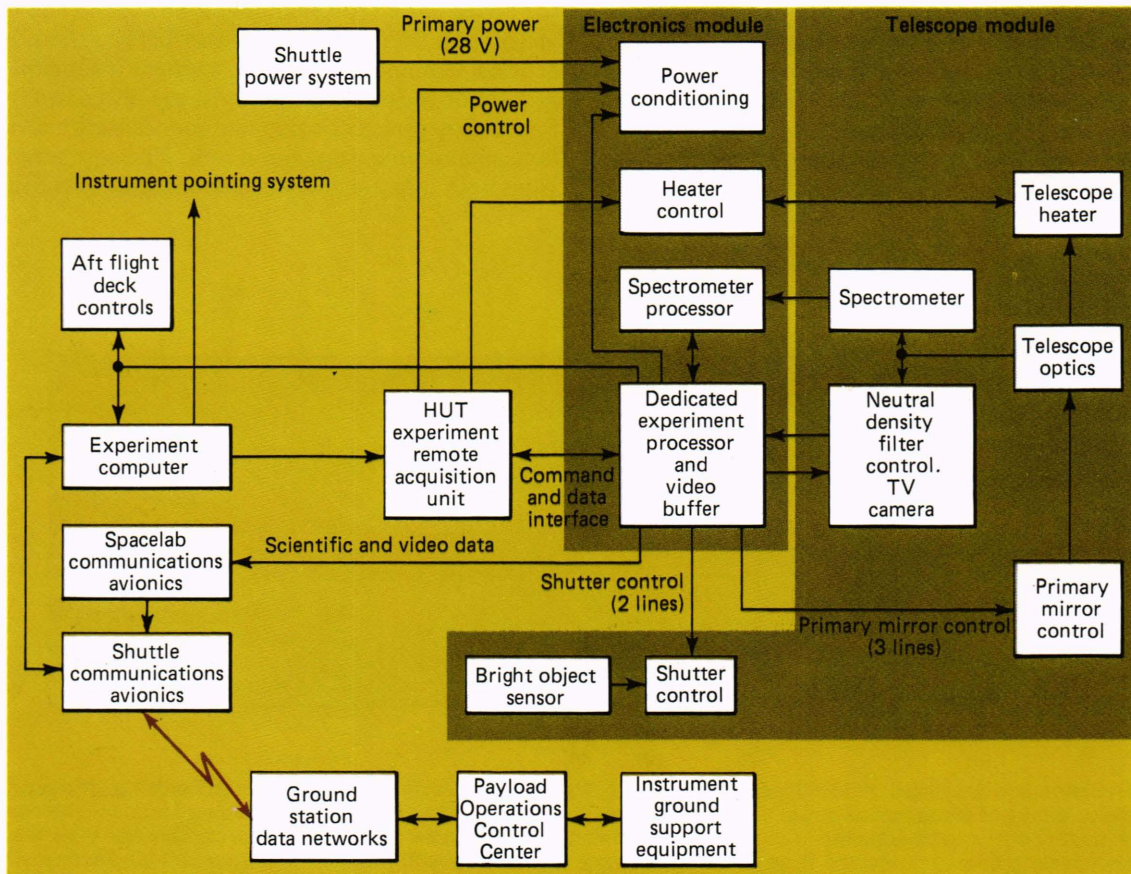 Primary power
(28 V)
Electronics module
Telescope module
Shuttle
power system
Power
conditioning
Power
control
Instrument pointing system
Heater
control
Telescope
heater
Aft flight
deck
controls
Spectrometer
processor
Spectrometer
Telescope
optics
Experiment
computer
HUT
experiment
remote
acquisition
unit
Command
and data
interface
Dedicated
experiment
processor
and
video
buffer
Neutral
density
filter
control.
TV
camera
Spacelab
communications
avionics
Scientific and video data
Shutter control
(2 lines)
Primary mirror control
(3 lines)
Primary
mirror
control
Shuttle
communications
avionics
Bright object
sensor
Shutter
control
Ground
station
data networks
Payload
Operations
Control
Center
Instrument
ground
support
equipment